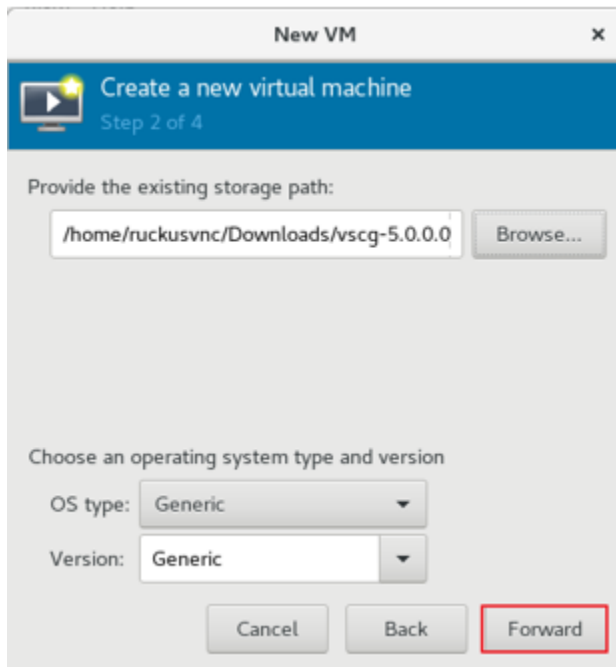 New VM ×
Create a new virtual machine
Step 2 of 4
Provide the existing storage path:
/home/ruckusvnc/Downloads/vscg-5.0.0.0 Browse...
Choose an operating system type and version
OS type: Generic
Version: Generic
Cancel Back Forward